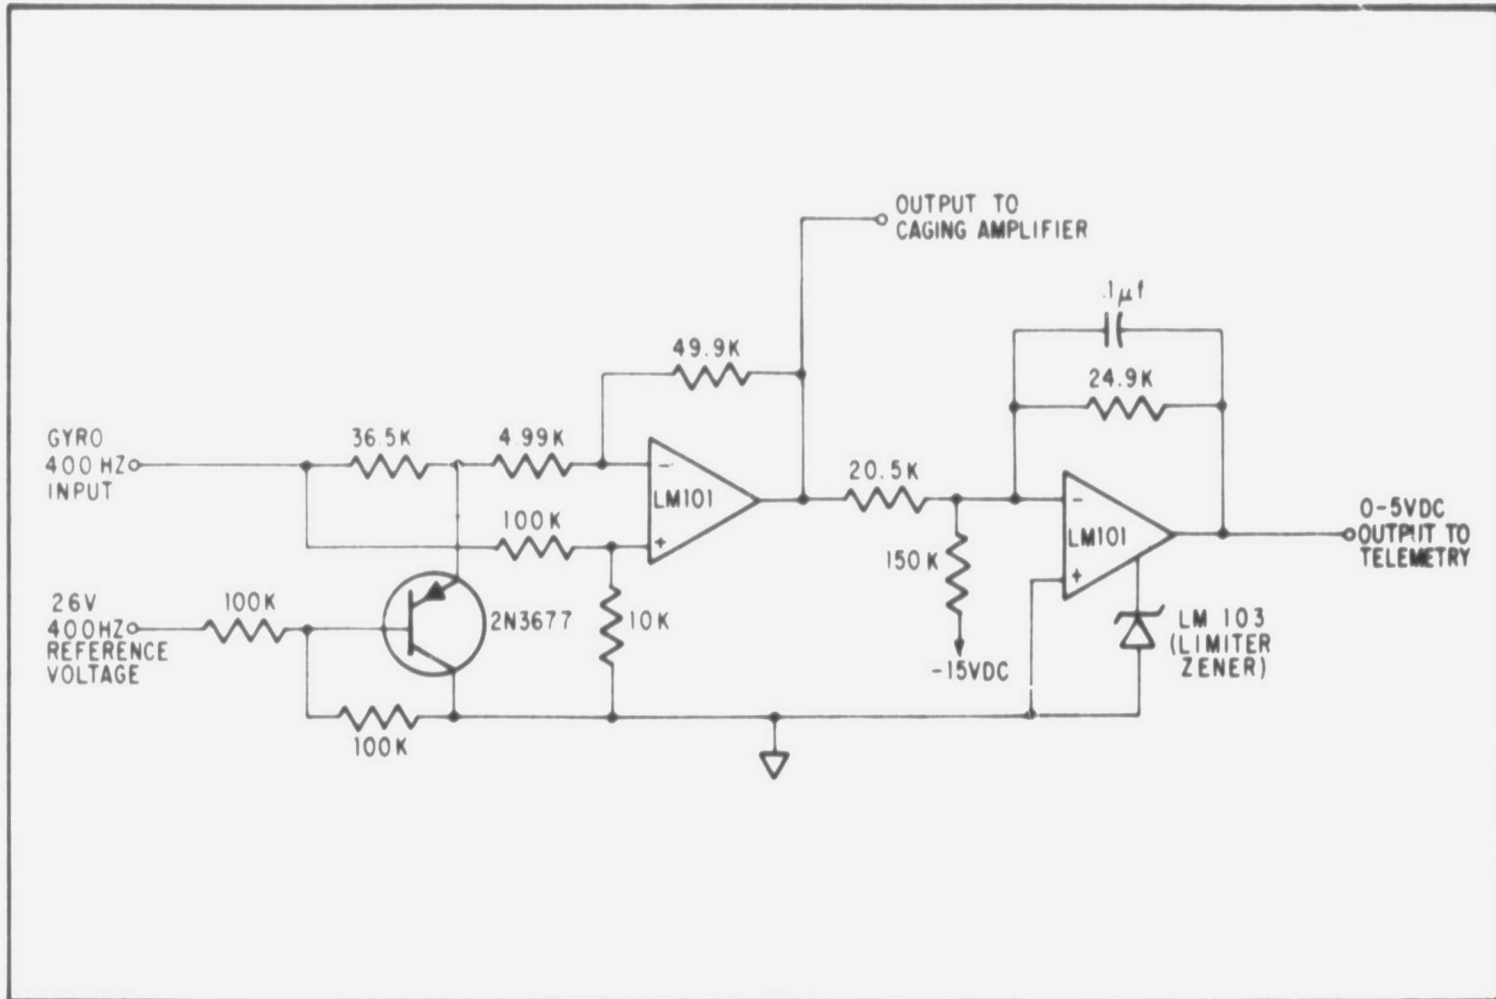 OUTPUT TO
CAGING AMPLIFIER
.1µf
49.9K
24.9K
GYRO
400 HZ
INPUT
36.5K
4.99K
-
LM101
+
100K
20.5K
150K
-15VDC
-
LM101
+
0-5VDC
OUTPUT TO
TELEMETRY
26V
400HZ
REFERENCE
VOLTAGE
100K
2N3677
10K
LM 103
(LIMITER
ZENER)
100K